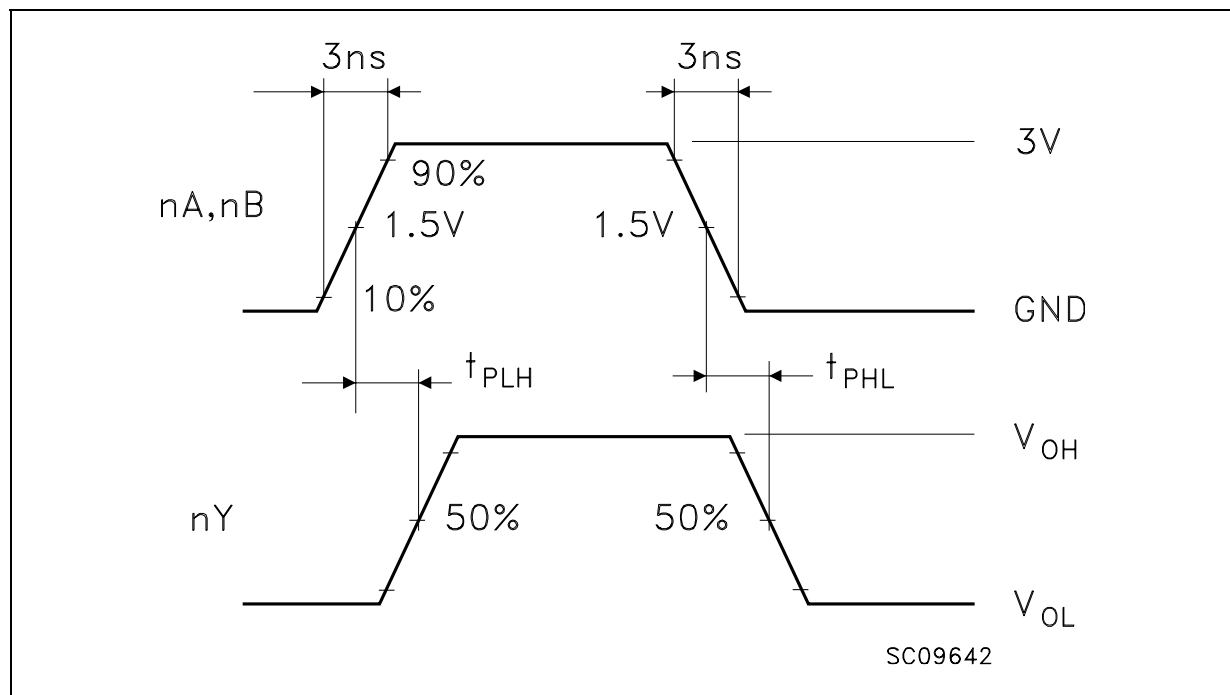 3ns 3ns
3V
90%
nA,nB 1.5V 1.5V
10% GND
tPLH tPHL
VOH
nY 50% 50%
VOL
SC09642